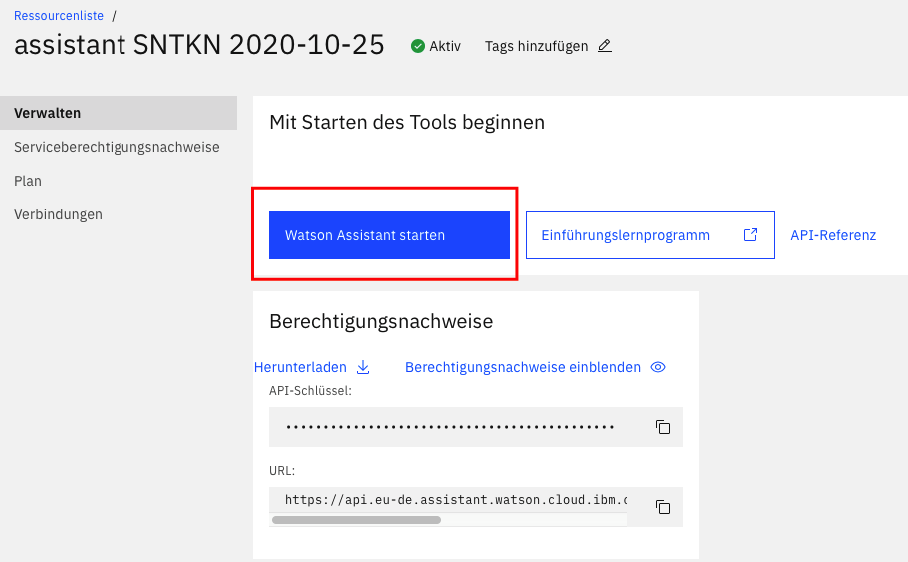 Ressourcenliste /
assistant SNTKN 2020-10-25 Aktiv Tags hinzufügen
Verwalten
Serviceberechtigungsnachweise
Plan
Verbindungen
Mit Starten des Tools beginnen
Watson Assistant starten Einführungslernprogramm API-Referenz
Berechtigungsnachweise
Herunterladen Berechtigungsnachweise einblenden
API-Schlüssel:
••••••••••••••••••••••••••••••••••••••••••••
URL:
https://api.eu-de.assistant.watson.cloud.ibm.c